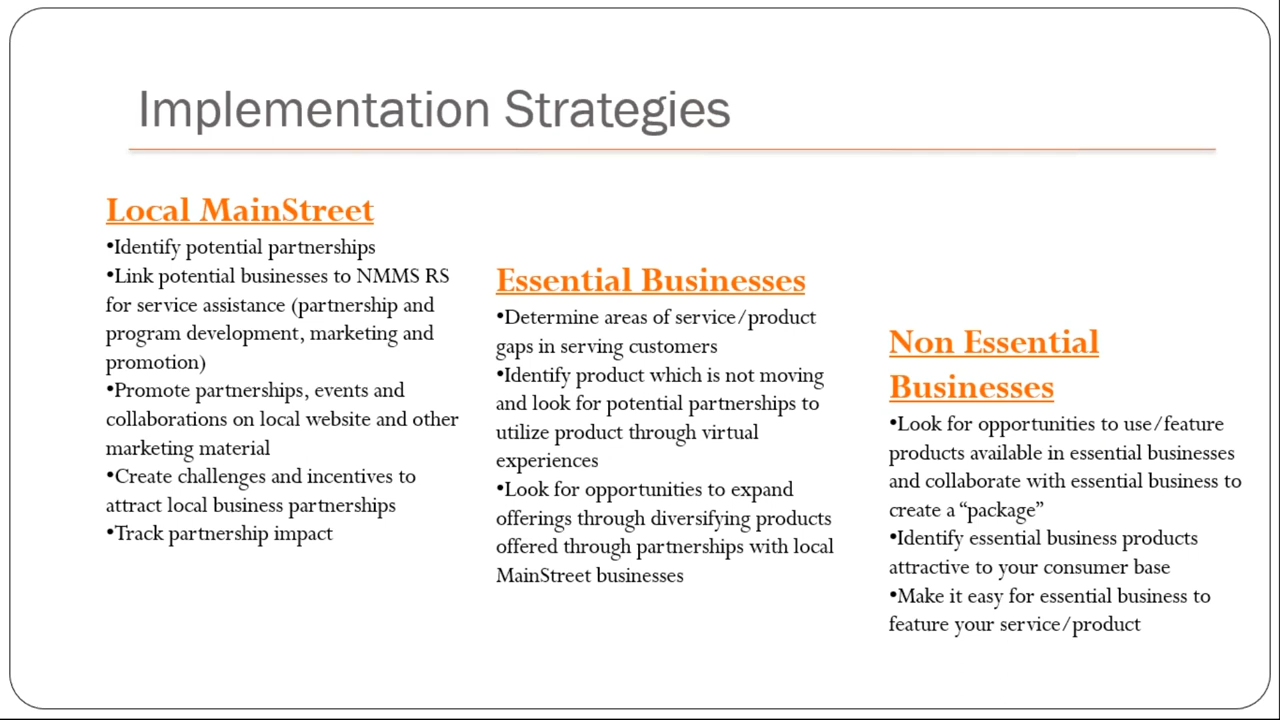 Implementation Strategies
Local MainStreet
•Identify potential partnerships
•Link potential businesses to NMMS RS
for service assistance (partnership and
program development, marketing and
promotion)
•Promote partnerships, events and
collaborations on local website and other
marketing material
•Create challenges and incentives to
attract local business partnerships
•Track partnership impact
Essential Businesses
•Determine areas of service/product
gaps in serving customers
•Identify product which is not moving
and look for potential partnerships to
utilize product through virtual
experiences
•Look for opportunities to expand
offerings through diversifying products
offered through partnerships with local
MainStreet businesses
Non Essential
Businesses
•Look for opportunities to use/feature
products available in essential businesses
and collaborate with essential business to
create a “package”
•Identify essential business products
attractive to your consumer base
•Make it easy for essential business to
feature your service/product